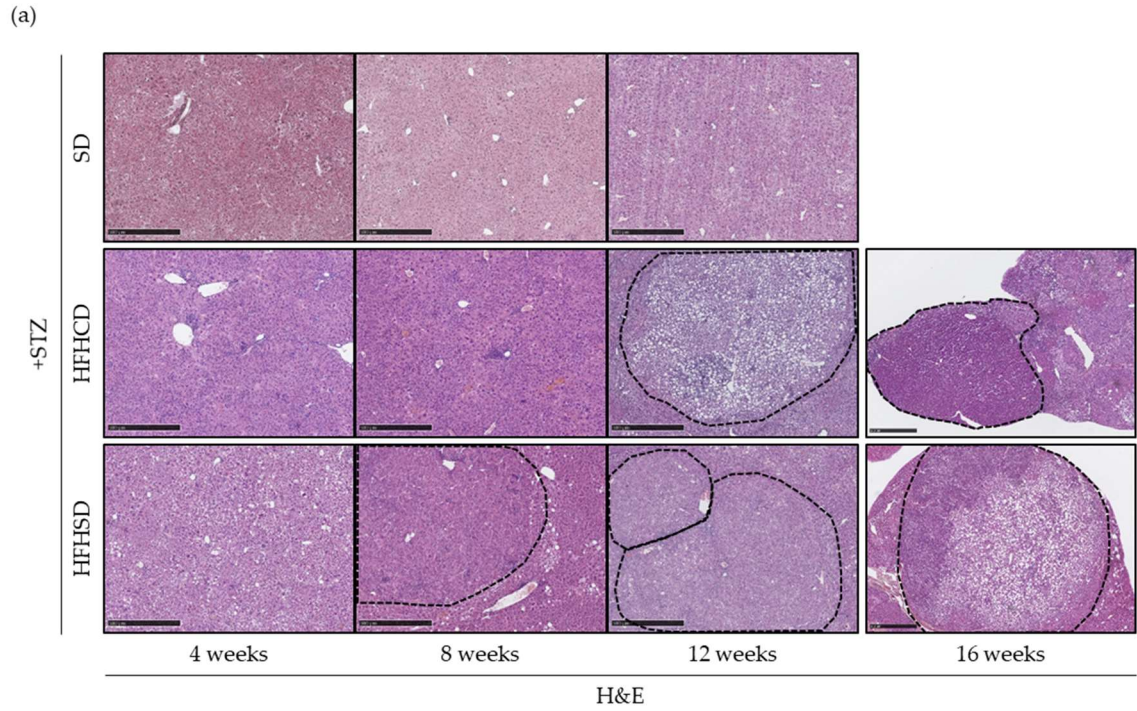 (a)
+STZ
SD
HFHCD
HFHSD
4 weeks
8 weeks
12 weeks
16 weeks
H&E